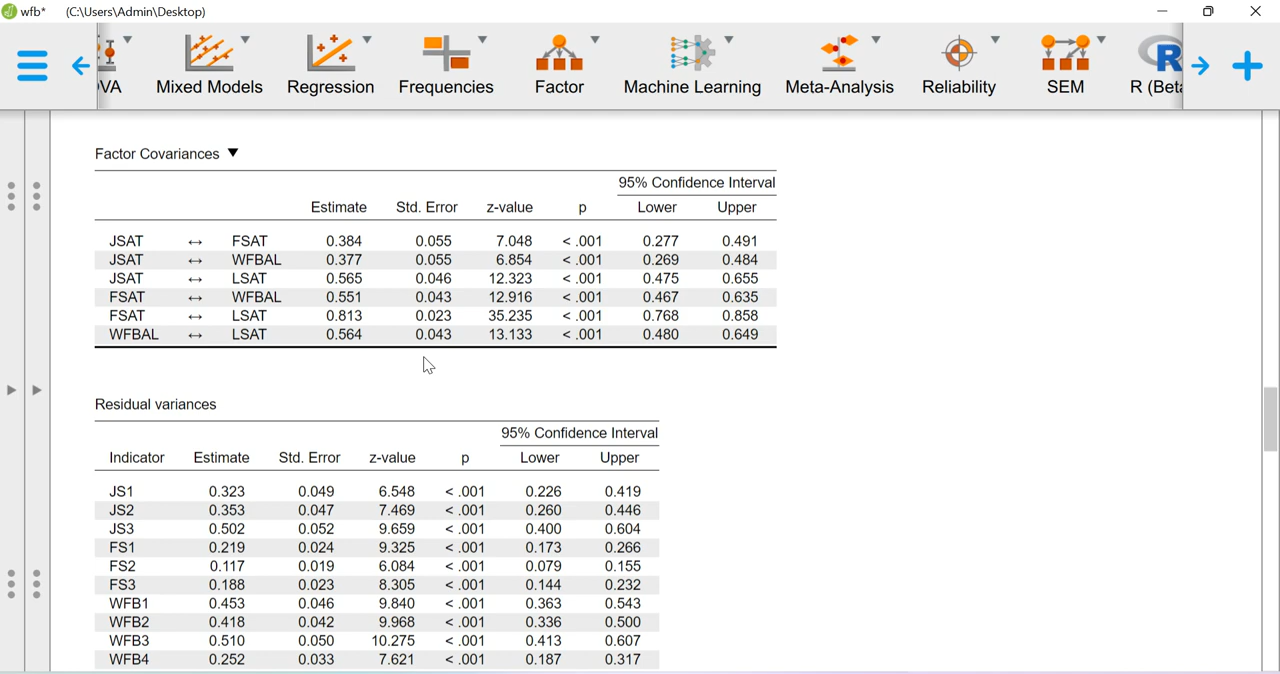 wfb* (C:\Users\Admin\Desktop)
VA Mixed Models Regression Frequencies Factor Machine Learning Meta-Analysis Reliability SEM R (Beta
Factor Covariances ▼
95% Confidence Interval
Estimate Std. Error z-value p Lower Upper
JSAT ↔ FSAT 0.384 0.055 7.048 < .001 0.277 0.491
JSAT ↔ WFBAL 0.377 0.055 6.854 < .001 0.269 0.484
JSAT ↔ LSAT 0.565 0.046 12.323 < .001 0.475 0.655
FSAT ↔ WFBAL 0.551 0.043 12.916 < .001 0.467 0.635
FSAT ↔ LSAT 0.813 0.023 35.235 < .001 0.768 0.858
WFBAL ↔ LSAT 0.564 0.043 13.133 < .001 0.480 0.649
Residual variances
95% Confidence Interval
Indicator Estimate Std. Error z-value p Lower Upper
JS1 0.323 0.049 6.548 < .001 0.226 0.419
JS2 0.353 0.047 7.469 < .001 0.260 0.446
JS3 0.502 0.052 9.659 < .001 0.400 0.604
FS1 0.219 0.024 9.325 < .001 0.173 0.266
FS2 0.117 0.019 6.084 < .001 0.079 0.155
FS3 0.188 0.023 8.305 < .001 0.144 0.232
WFB1 0.453 0.046 9.840 < .001 0.363 0.543
WFB2 0.418 0.042 9.968 < .001 0.336 0.500
WFB3 0.510 0.050 10.275 < .001 0.413 0.607
WFB4 0.252 0.033 7.621 < .001 0.187 0.317